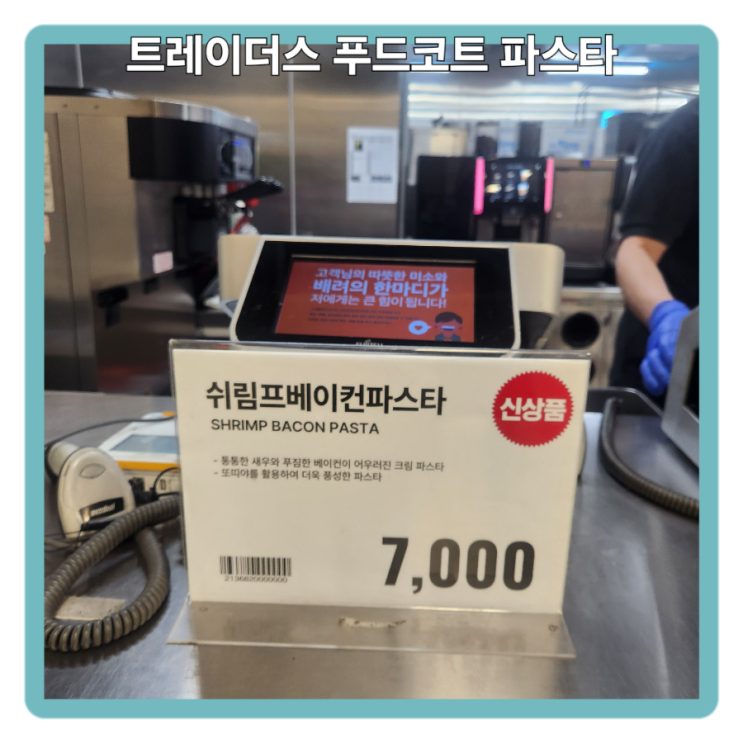 트레이더스 푸드코트 파스타
고객님의 따뜻한 미소와
배려의 한마디가
저에게는 큰 힘이 됩니다!
쉬림프베이컨파스타
SHRIMP BACON PASTA
신상품
- 통통한 새우와 푸짐한 베이컨이 어우러진 크림 파스타
- 또띠아를 활용하여 더욱 풍성한 파스타
7,000
2136620000000